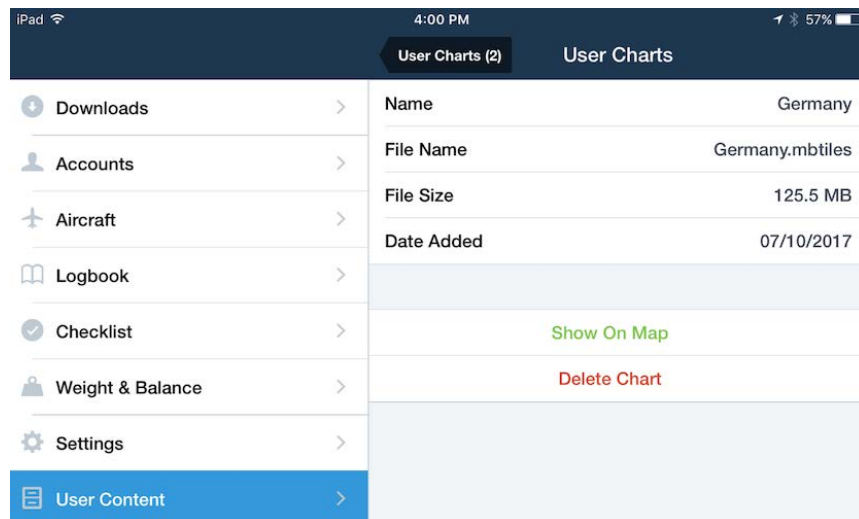 iPad 4:00 PM 57%
User Charts (2) User Charts
Downloads
Accounts
Aircraft
Logbook
Checklist
Weight & Balance
Settings
User Content
Name Germany
File Name Germany.mbtiles
File Size 125.5 MB
Date Added 07/10/2017
Show On Map
Delete Chart